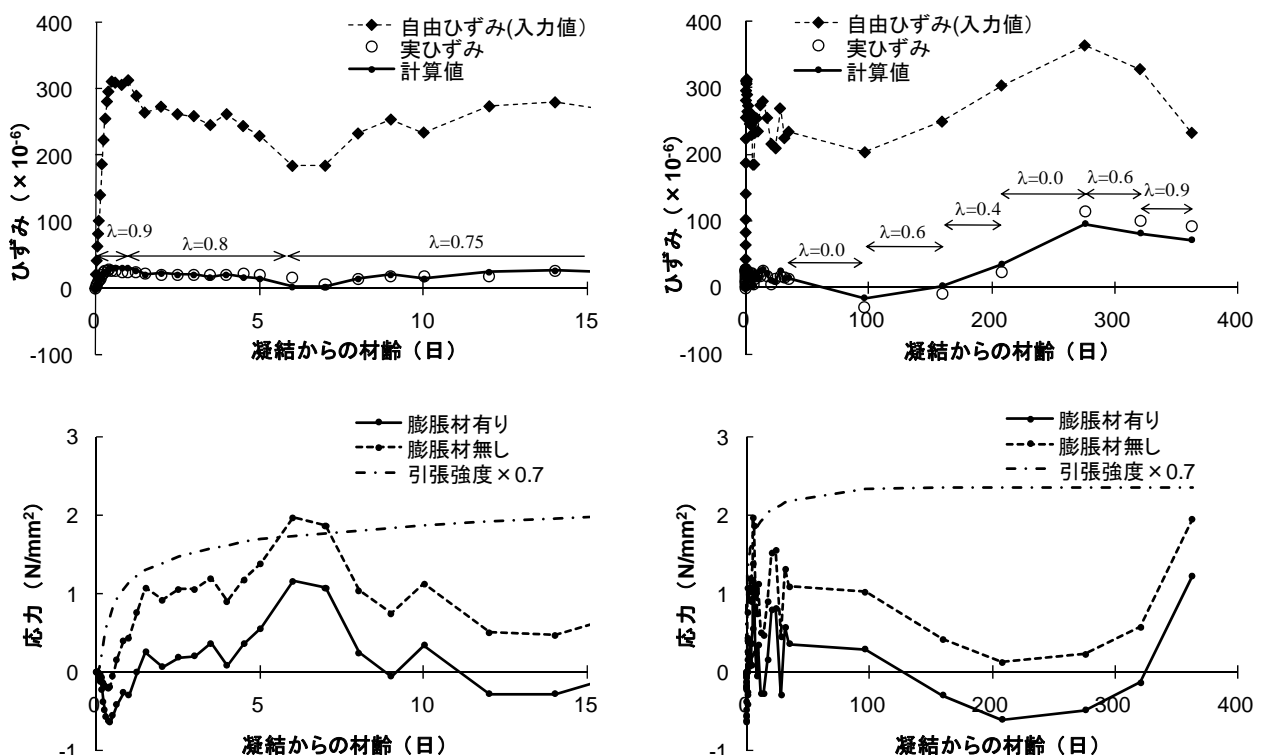 400
300
200
100
0
-100
ひずみ（×10-6）
自由ひずみ(入力値）
実ひずみ
計算値
λ=0.9
λ=0.8
λ=0.75
0
5
10
15
凝結からの材齢（日）
400
300
200
100
0
-100
ひずみ（×10-6）
自由ひずみ(入力値）
実ひずみ
計算値
λ=0.0
λ=0.6
λ=0.4
λ=0.0
λ=0.6
λ=0.9
0
100
200
300
400
凝結からの材齢（日）
3
2
1
0
-1
応力（N/mm2）
膨脹材有り
膨脹材無し
引張強度×0.7
0
5
10
15
凝結からの材齢（日）
3
2
1
0
-1
応力（N/mm2）
膨脹材有り
膨脹材無し
引張強度×0.7
0
100
200
300
400
凝結からの材齢（日）